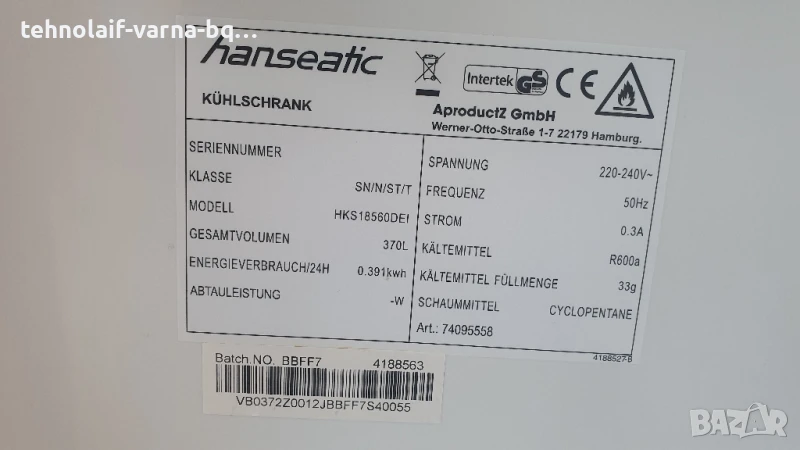 tehnolaif-varna-bg...
hanseatic
Intertek GS CE
KÜHLSCHRANK
AproductZ GmbH
Werner-Otto-Straße 1-7 22179 Hamburg.
SERIENNUMMER
KLASSE SN/N/ST/T
MODELL HKS18560DEI
GESAMTVOLUMEN 370L
ENERGIEVERBRAUCH/24H 0.391kwh
ABTAULEISTUNG -W
SPANNUNG 220-240V~
FREQUENZ 50Hz
STROM 0.3A
KÄLTEMITTEL R600a
KÄLTEMITTEL FÜLLMENGE 33g
SCHAUMMITTEL CYCLOPENTANE
Art.: 74095558
4188527-B
Batch.NO. BBFF7 4188563
VB0372Z0012JBBFF7S40055
BAZAR